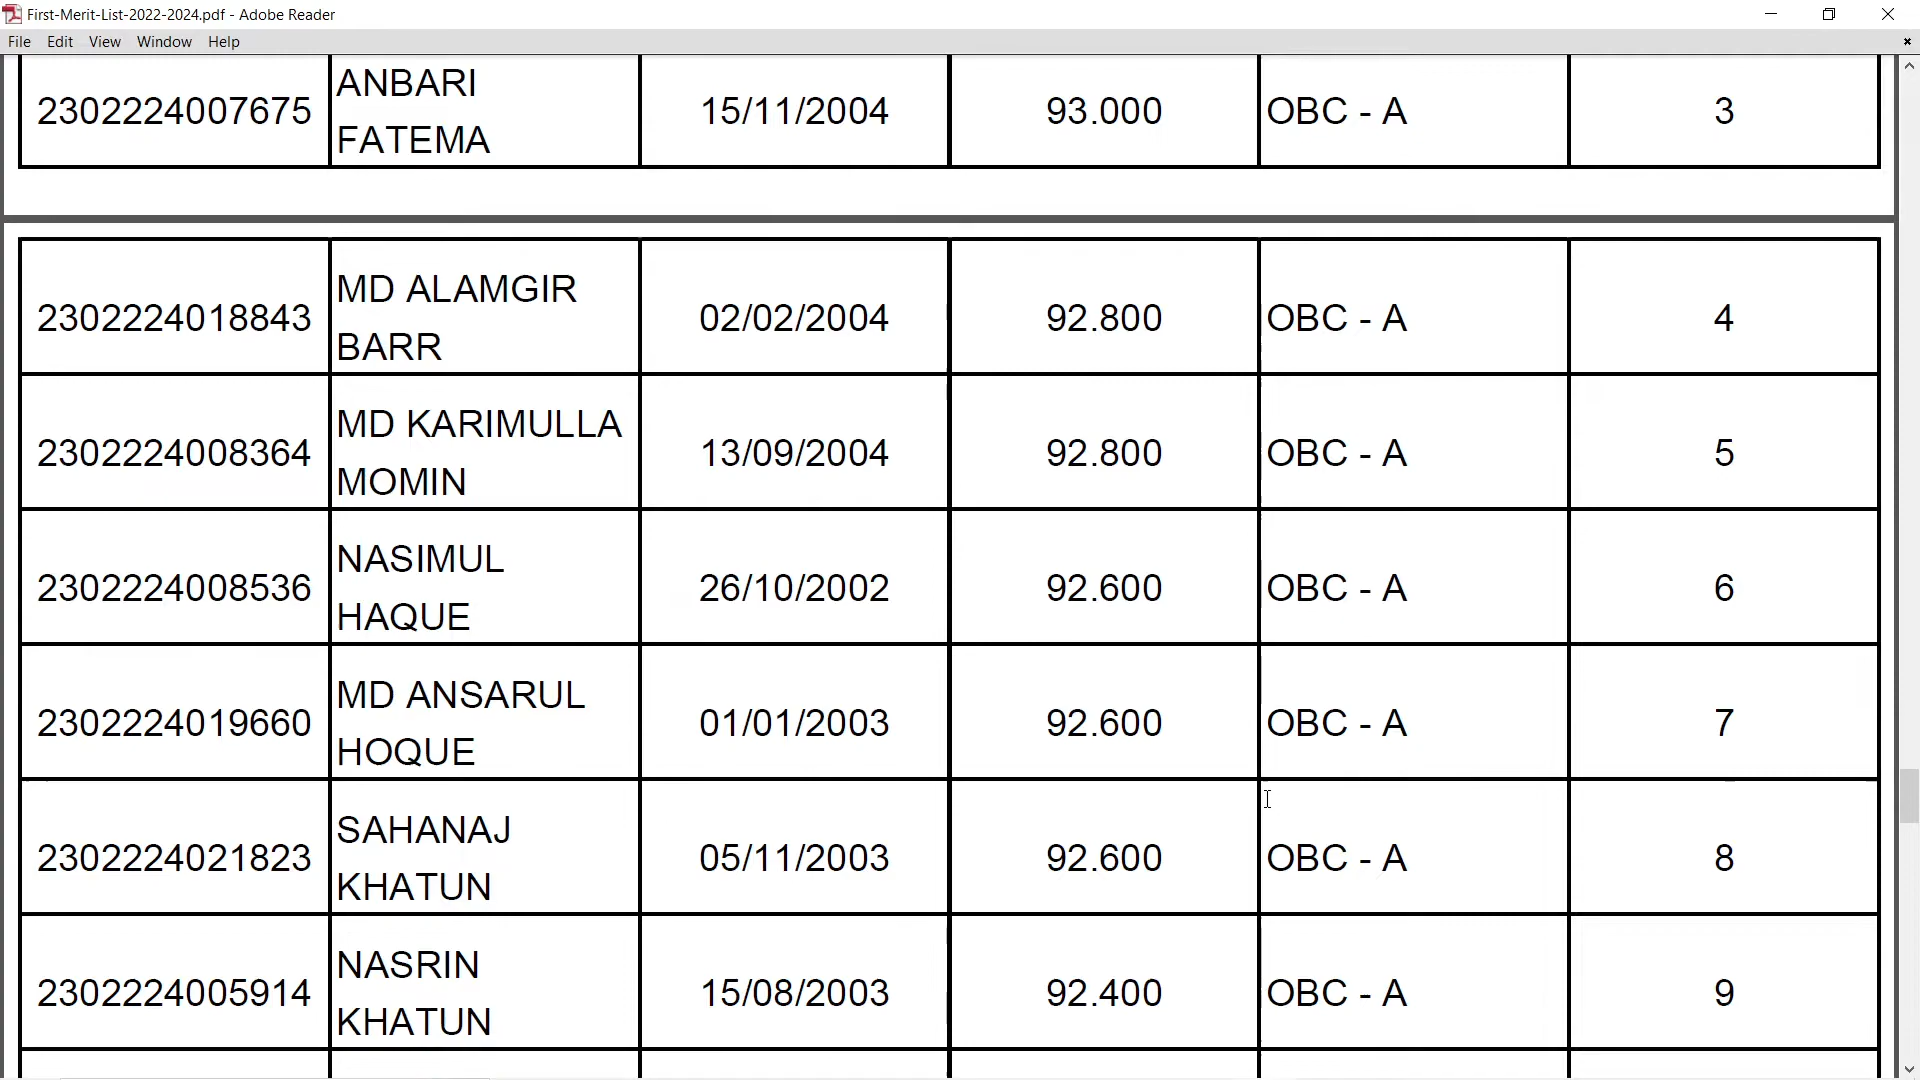 First-Merit-List-2022-2024.pdf - Adobe Reader
File Edit View Window Help
2302224007675 ANBARI FATEMA 15/11/2004 93.000 OBC - A 3
2302224018843 MD ALAMGIR BARR 02/02/2004 92.800 OBC - A 4
2302224008364 MD KARIMULLA MOMIN 13/09/2004 92.800 OBC - A 5
2302224008536 NASIMUL HAQUE 26/10/2002 92.600 OBC - A 6
2302224019660 MD ANSARUL HOQUE 01/01/2003 92.600 OBC - A 7
2302224021823 SAHANAJ KHATUN 05/11/2003 92.600 OBC - A 8
2302224005914 NASRIN KHATUN 15/08/2003 92.400 OBC - A 9